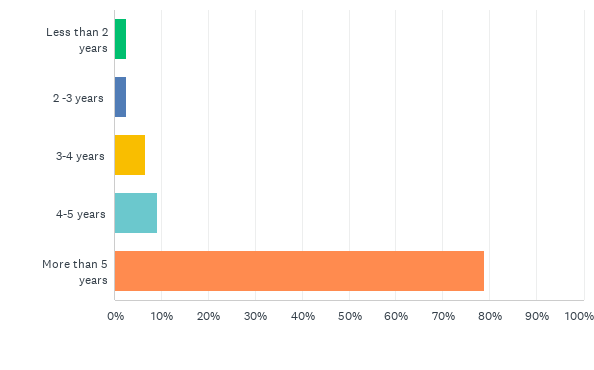 Less than 2
years
2 -3 years
3-4 years
4-5 years
More than 5
years
0% 10% 20% 30% 40% 50% 60% 70% 80% 90% 100%